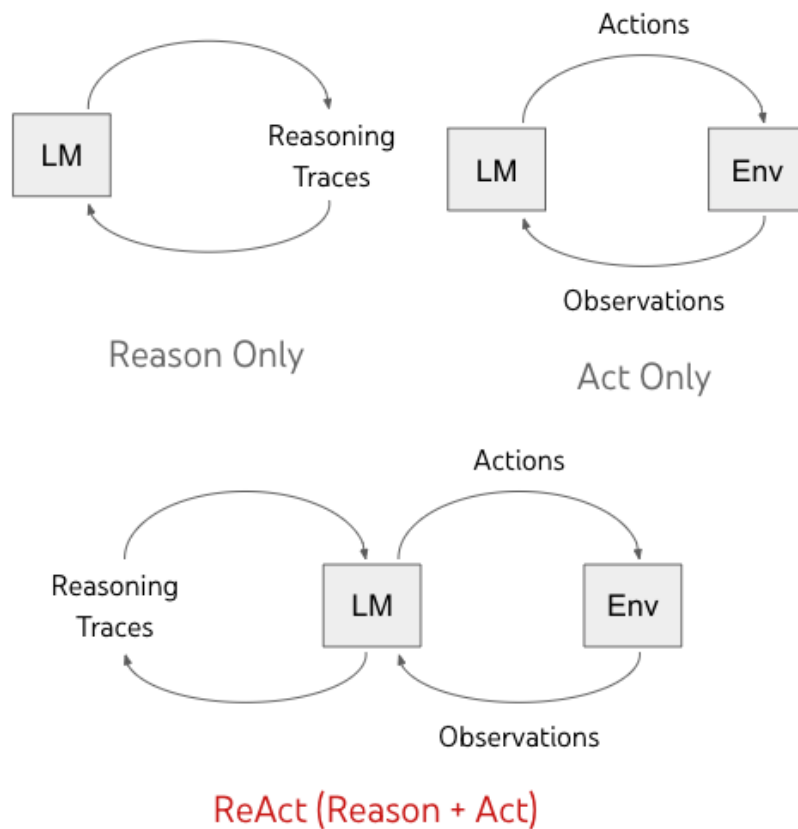 Actions
LM
Reasoning
Traces
LM
Env
Observations
Reason Only
Act Only
Actions
Reasoning
Traces
LM
Env
Observations
ReAct (Reason + Act)